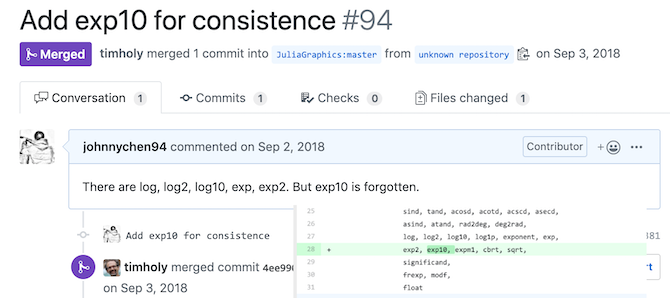 Add exp10 for consistence #94
Merged timholy merged 1 commit into JuliaGraphics:master from unknown repository on Sep 3, 2018
Conversation 1 Commits 1 Checks 0 Files changed 1
johnnychen94 commented on Sep 2, 2018 Contributor + ...
There are log, log2, log10, exp, exp2. But exp10 is forgotten.
25 sind, tand, acosd, acotd, acscd, asecd,
26 asind, atand, rad2deg, deg2rad,
Add exp10 for consistence
27 log, log2, log10, log1p, exponent, exp,
28 + exp2, exp10, expm1, cbrt, sqrt,
29 significand,
timholy merged commit 4ee996
30 frexp, modf,
on Sep 3, 2018
31 float